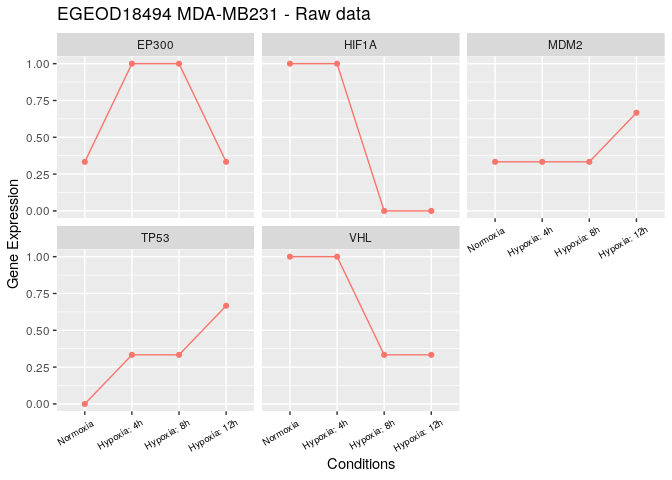 EGEOD18494 MDA-MB231 - Raw data
EP300 HIF1A MDM2
1.00
0.75
0.50
0.25
0.00
Normoxia Hypoxia: 4h Hypoxia: 8h Hypoxia: 12h
TP53 VHL
1.00
0.75
0.50
0.25
0.00
Normoxia Hypoxia: 4h Hypoxia: 8h Hypoxia: 12h Normoxia Hypoxia: 4h Hypoxia: 8h Hypoxia: 12h
Gene Expression
Conditions